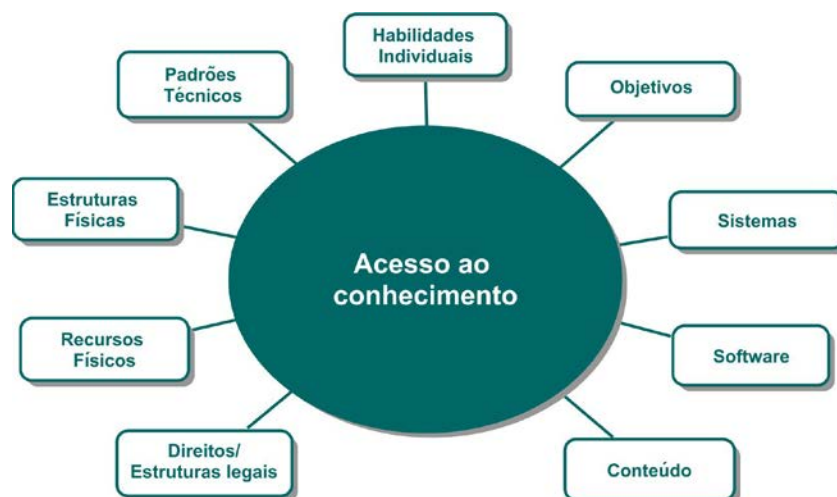 Habilidades
Individuais
Padrões
Técnicos
Objetivos
Estruturas
Físicas
Sistemas
Acesso ao
conhecimento
Recursos
Físicos
Software
Direitos/
Estruturas legais
Conteúdo